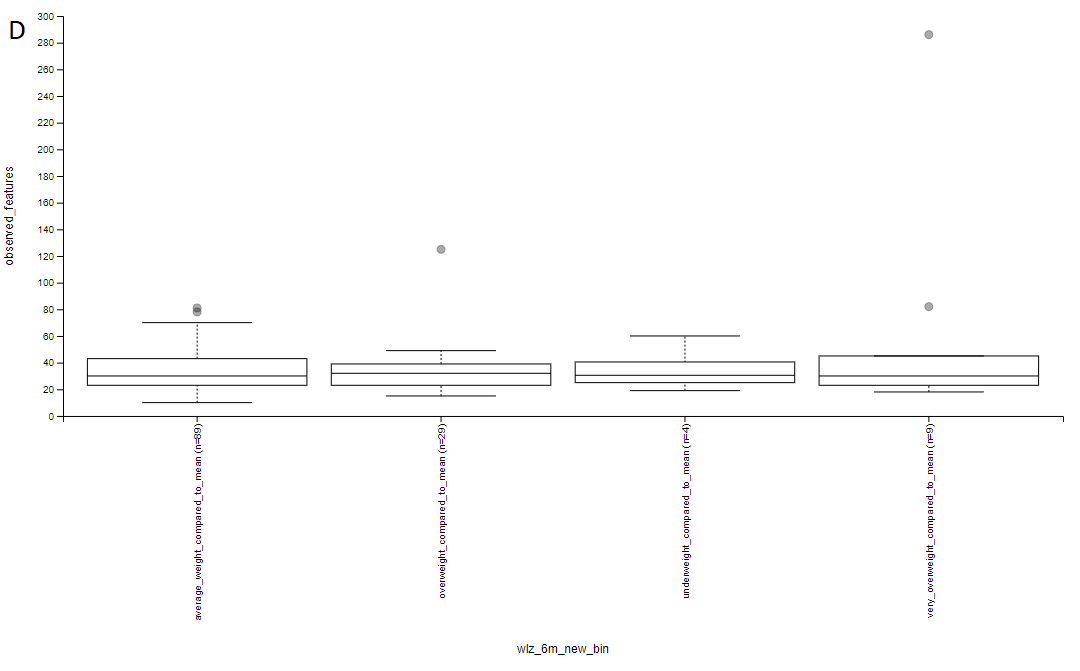 D
300
280
260
240
220
200
180
160
140
120
100
80
60
40
20
0
observed_features
average_weight_compared_to_mean (n=89)
overweight_compared_to_mean (n=29)
underweight_compared_to_mean (n=4)
very_overweight_compared_to_mean (n=9)
wlz_6m_new_bin